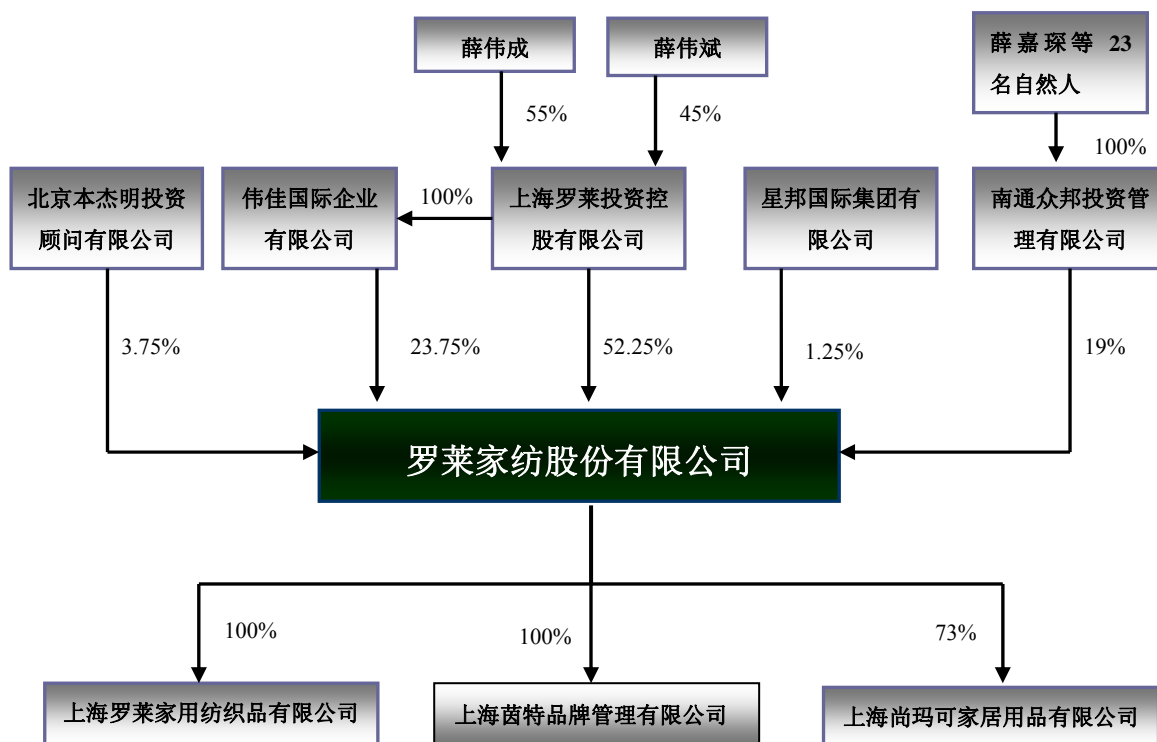 薛伟成
薛伟斌
薛嘉琛等 23
名自然人
55%
45%
100%
北京本杰明投资
顾问有限公司
伟佳国际企业
有限公司
100%
上海罗莱投资控
股有限公司
星邦国际集团有
限公司
南通众邦投资管
理有限公司
3.75%
23.75%
52.25%
1.25%
19%
罗莱家纺股份有限公司
100%
100%
73%
上海罗莱家用纺织品有限公司
上海茵特品牌管理有限公司
上海尚玛可家居用品有限公司